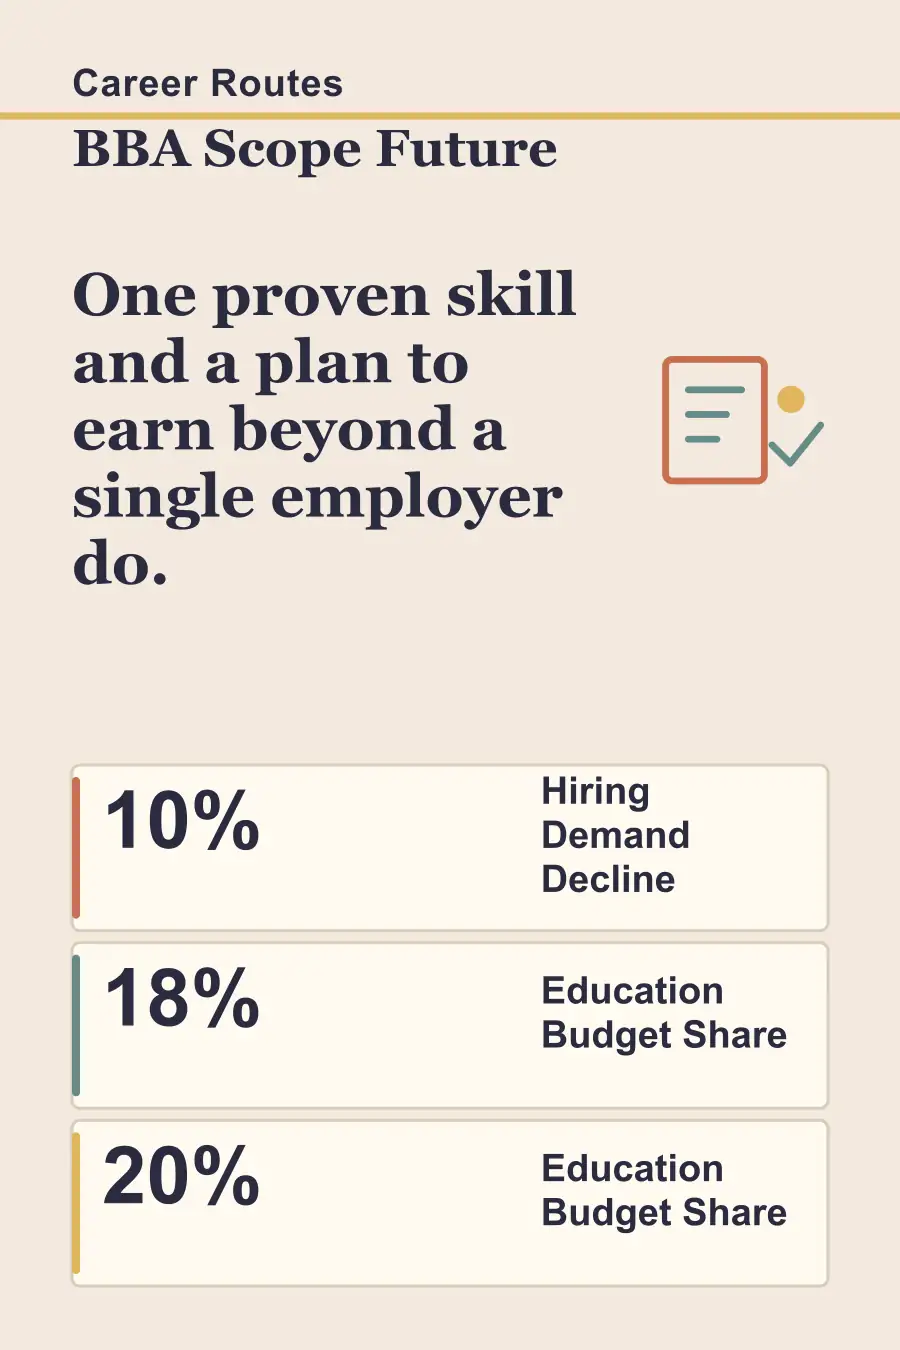 Career Routes
BBA Scope Future
One proven skill
and a plan to
earn beyond a
single employer
do.
10%
Hiring
Demand
Decline
18%
Education
Budget Share
20%
Education
Budget Share